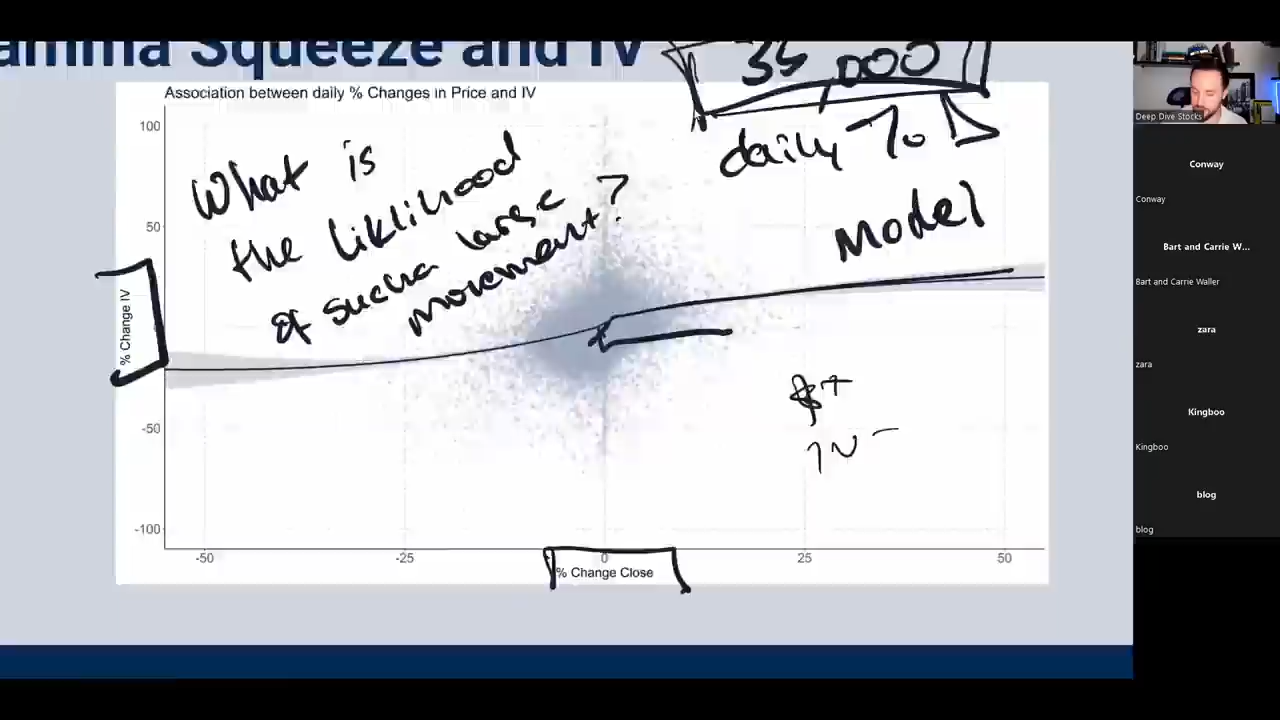 amma Squeeze and IV
35,000
Association between daily % Changes in Price and IV
daily %
What is
the liklihood
of sucha large
movement?
Model
100
50
-50
-100
% Change IV
$+
IV -
-50
-25
0
25
50
% Change Close
Deep Dive Stocks
Conway
Conway
Bart and Carrie W...
Bart and Carrie Waller
zara
zara
Kingboo
Kingboo
blog
blog